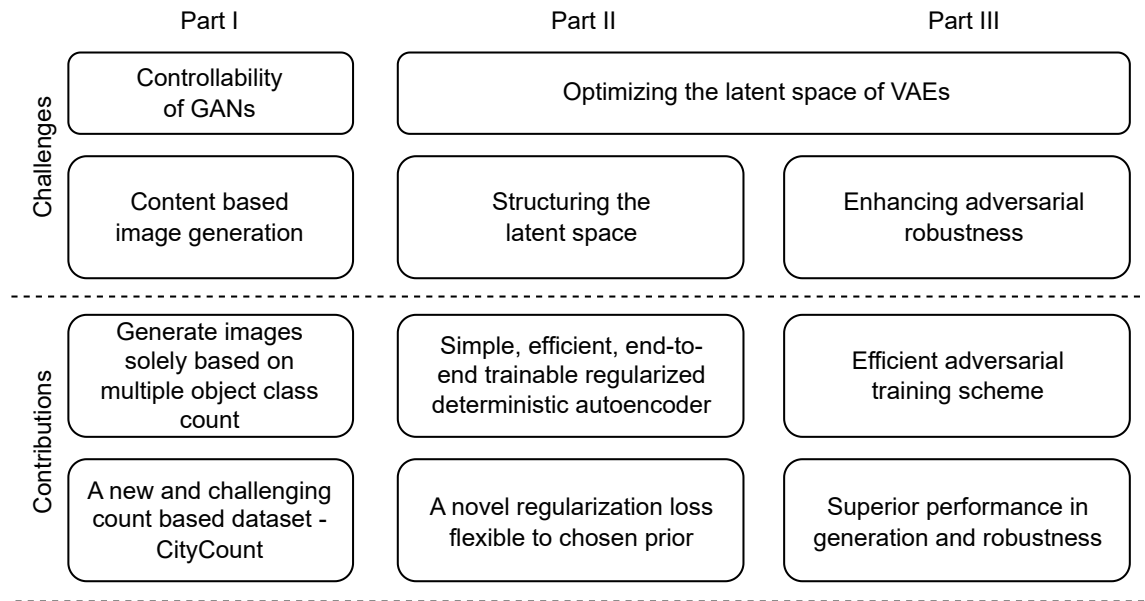 Part I
Part II
Part III
Challenges
Controllability
of GANs
Optimizing the latent space of VAEs
Content based
image generation
Structuring the
latent space
Enhancing adversarial
robustness
Contributions
Generate images
solely based on
multiple object class
count
Simple, efficient, end-to-
end trainable regularized
deterministic autoencoder
Efficient adversarial
training scheme
A new and challenging
count based dataset -
CityCount
A novel regularization loss
flexible to chosen prior
Superior performance in
generation and robustness